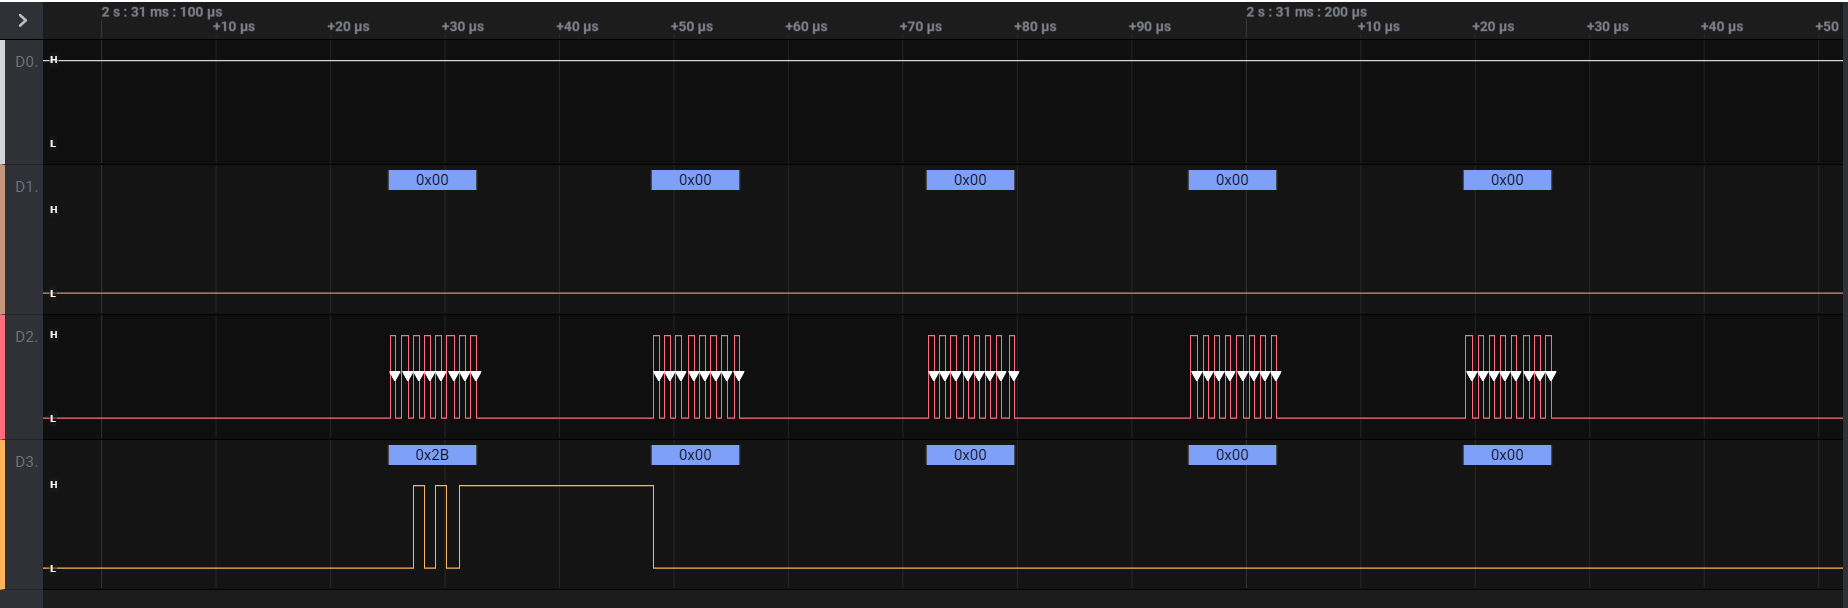 2 s : 31 ms : 100 µs 2 s : 31 ms : 200 µs
+10 µs +20 µs +30 µs +40 µs +50 µs +60 µs +70 µs +80 µs +90 µs +10 µs +20 µs +30 µs +40 µs +50
D0. H
L
0x00 0x00 0x00 0x00 0x00
D1.
H
L
D2. H
L
0x2B 0x00 0x00 0x00 0x00
D3.
H
L